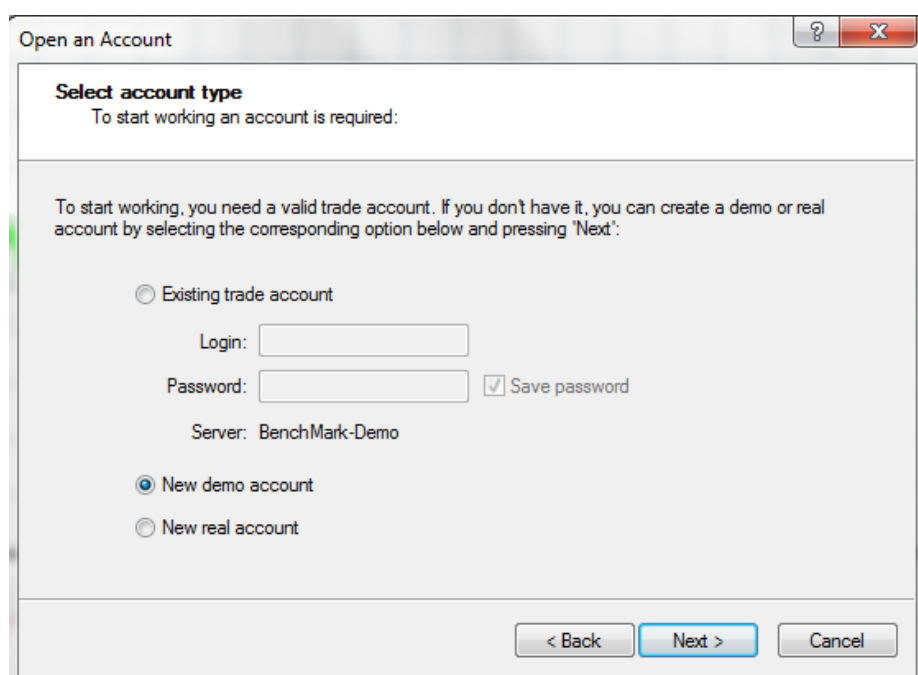 Open an Account
Select account type
To start working an account is required:
To start working, you need a valid trade account. If you don't have it, you can create a demo or real
account by selecting the corresponding option below and pressing 'Next':
Existing trade account
Login:
Password:
Save password
Server: BenchMark-Demo
New demo account
New real account
< Back
Next >
Cancel